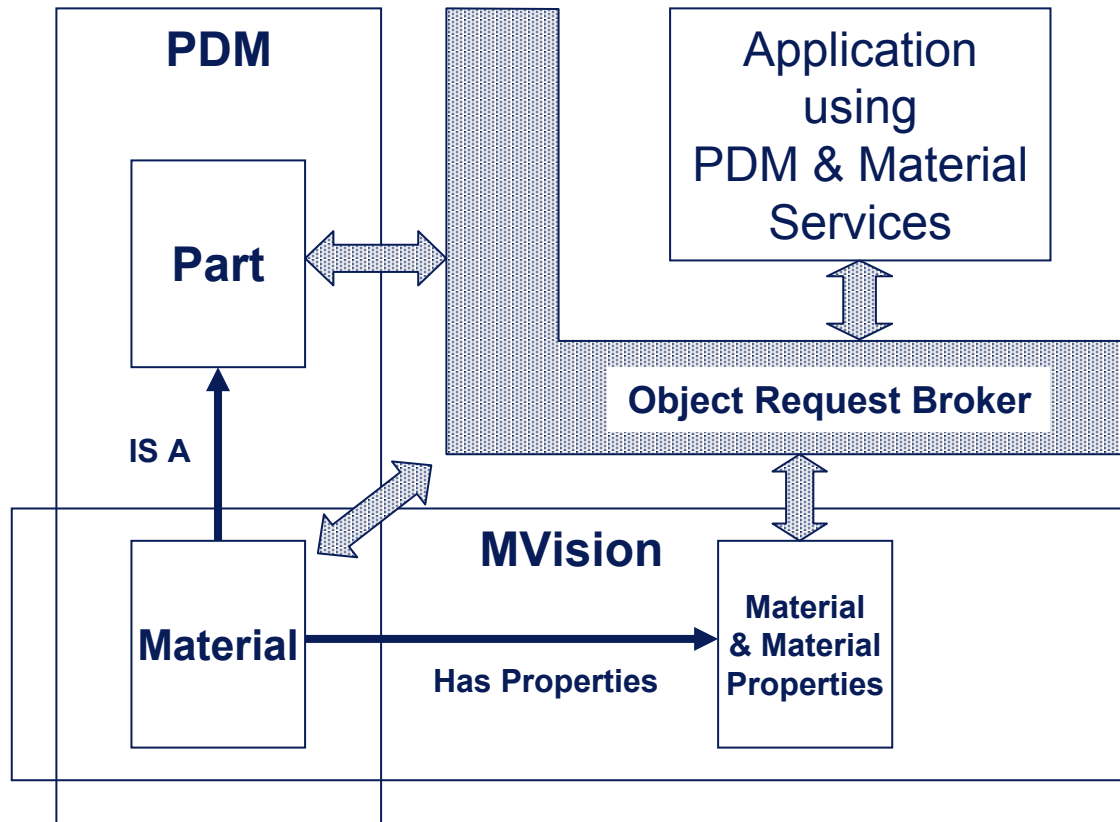 PDM
Application
using
PDM & Material
Services
Part
Object Request Broker
IS A
MVision
Material
Material
& Material
Properties
Has Properties